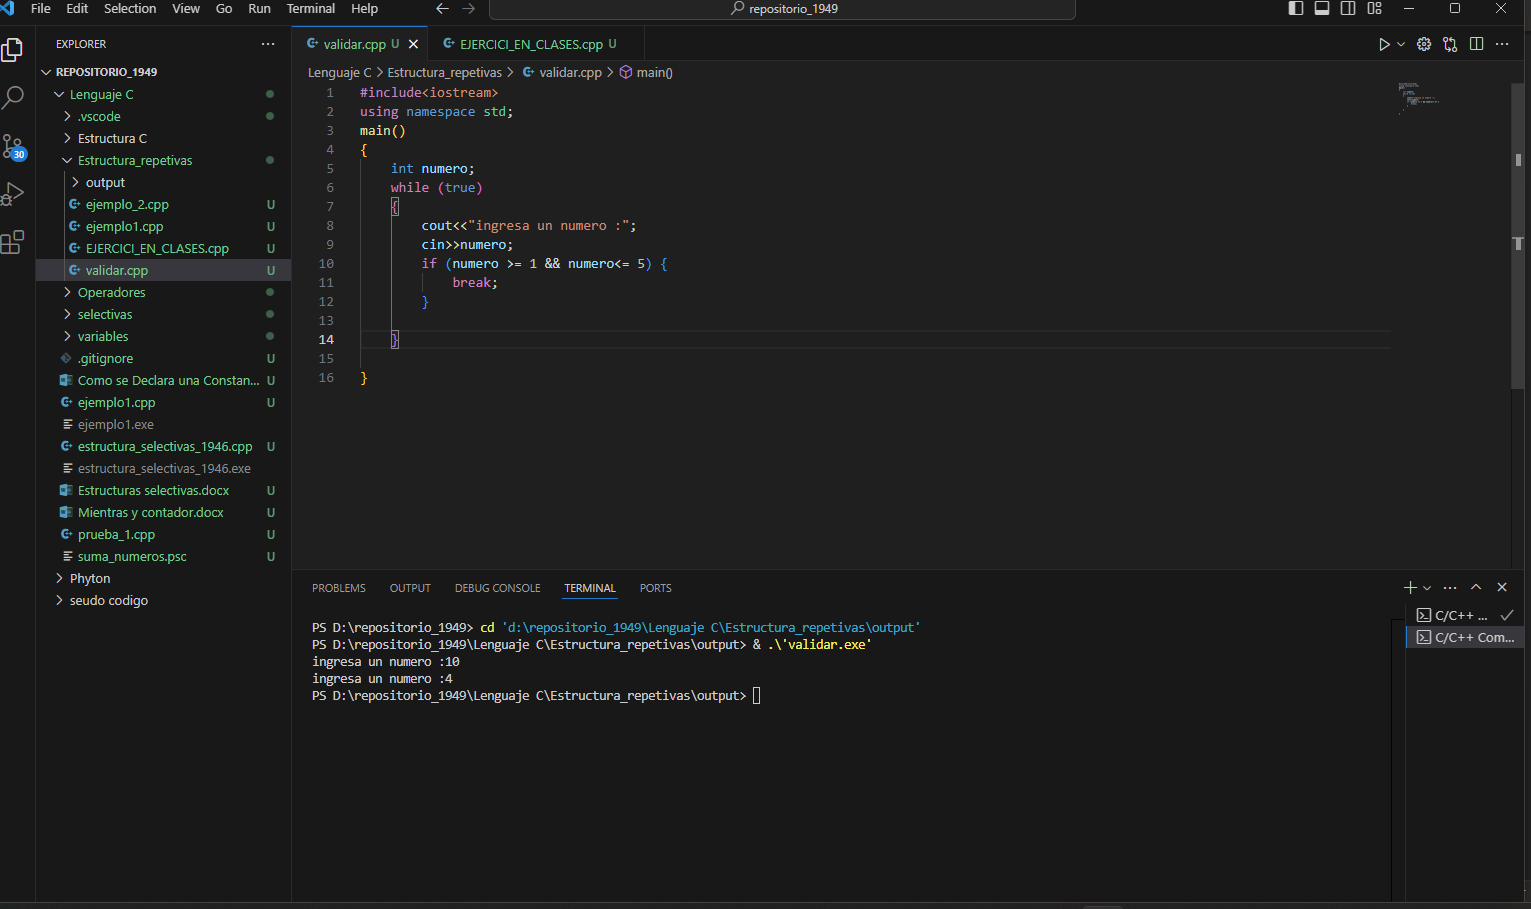 File Edit Selection View Go Run Terminal Help
repositorio_1949
EXPLORER
REPOSITORIO_1949
Lenguaje C
.vscode
Estructura C
Estructura_repetivas
output
ejemplo_2.cpp U
ejemplo1.cpp U
EJERCICI_EN_CLASES.cpp U
validar.cpp U
Operadores
selectivas
variables
.gitignore U
Como se Declara una Constan... U
ejemplo1.cpp U
ejemplo1.exe
estructura_selectivas_1946.cpp U
estructura_selectivas_1946.exe
Estructuras selectivas.docx U
Mientras y contador.docx U
prueba_1.cpp U
suma_numeros.psc U
Phyton
seudo codigo
30
validar.cpp U
EJERCICI_EN_CLASES.cpp U
Lenguaje C > Estructura_repetivas > validar.cpp > main()
1 #include<iostream>
2 using namespace std;
3 main()
4 {
5 int numero;
6 while (true)
7 {
8 cout<<"ingresa un numero :";
9 cin>>numero;
10 if (numero >= 1 && numero<= 5) {
11 break;
12 }
13
14 }
15
16 }
PROBLEMS OUTPUT DEBUG CONSOLE TERMINAL PORTS
PS D:\repositorio_1949> cd 'd:\repositorio_1949\Lenguaje C\Estructura_repetivas\output'
PS D:\repositorio_1949\Lenguaje C\Estructura_repetivas\output> & .\'validar.exe'
ingresa un numero :10
ingresa un numero :4
PS D:\repositorio_1949\Lenguaje C\Estructura_repetivas\output>
C/C++ ...
C/C++ Com...